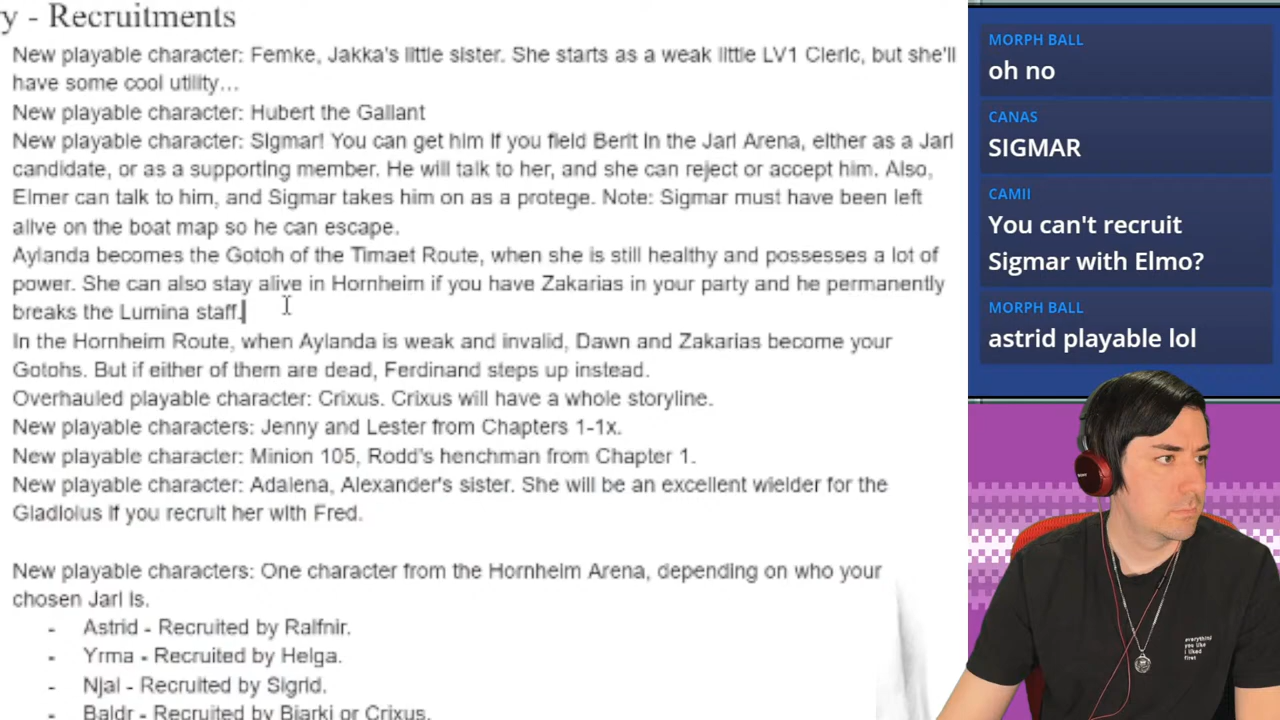 y - Recruitments
New playable character: Femke, Jakka's little sister. She starts as a weak little LV1 Cleric, but she'll
have some cool utility...
New playable character: Hubert the Gallant
New playable character: Sigmar! You can get him if you field Berit in the Jarl Arena, either as a Jarl
candidate, or as a supporting member. He will talk to her, and she can reject or accept him. Also,
Elmer can talk to him, and Sigmar takes him on as a protege. Note: Sigmar must have been left
alive on the boat map so he can escape.
Aylanda becomes the Gotoh of the Timaet Route, when she is still healthy and possesses a lot of
power. She can also stay alive in Hornheim if you have Zakarias in your party and he permanently
breaks the Lumina staff.
In the Hornheim Route, when Aylanda is weak and invalid, Dawn and Zakarias become your
Gotohs. But if either of them are dead, Ferdinand steps up instead.
Overhauled playable character: Crixus. Crixus will have a whole storyline.
New playable characters: Jenny and Lester from Chapters 1-1x.
New playable character: Minion 105, Rodd's henchman from Chapter 1.
New playable character: Adalena, Alexander's sister. She will be an excellent wielder for the
Gladiolus if you recruit her with Fred.
New playable characters: One character from the Hornheim Arena, depending on who your
chosen Jarl is.
- Astrid - Recruited by Ralfnir.
- Yrma - Recruited by Helga.
- Njal - Recruited by Sigrid.
- Baldr - Recruited by Bjarki or Crixus.
MORPH BALL
oh no
CANAS
SIGMAR
CAMII
You can't recruit
Sigmar with Elmo?
MORPH BALL
astrid playable lol
everything
you like
i liked
first